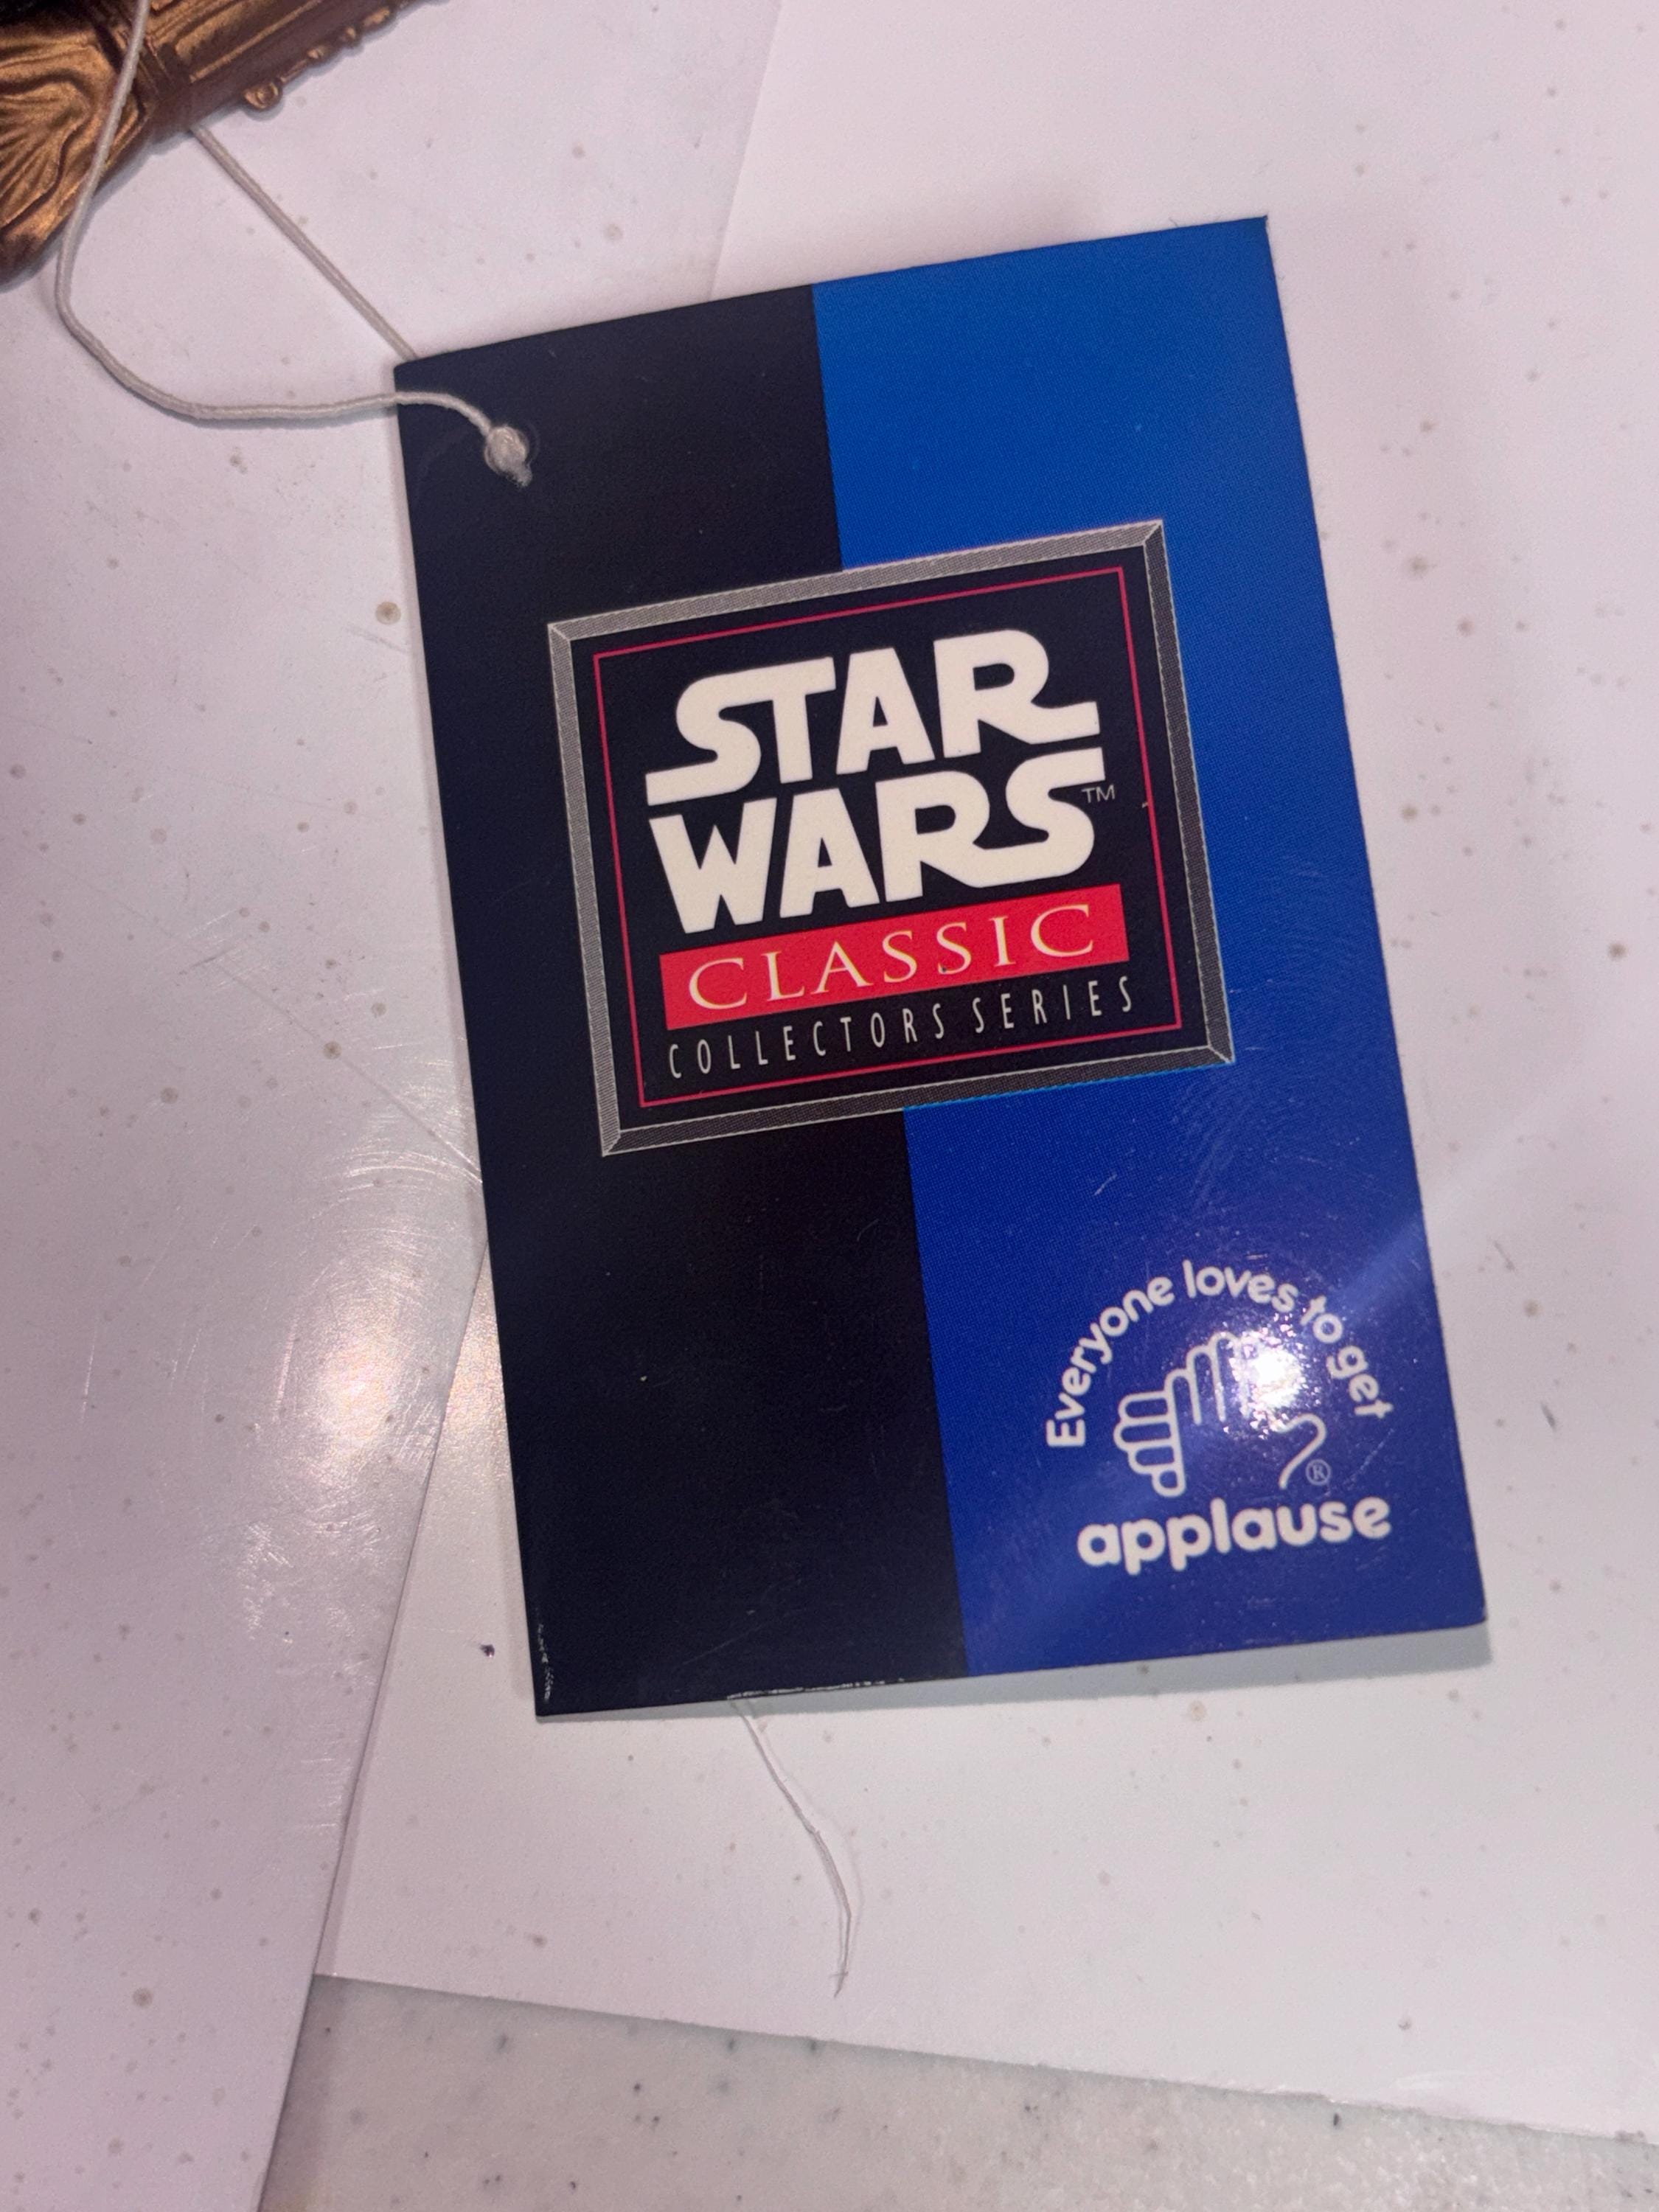 STAR
WARS™
CLASSIC
COLLECTORS SERIES
Everyone loves to get
®
applause